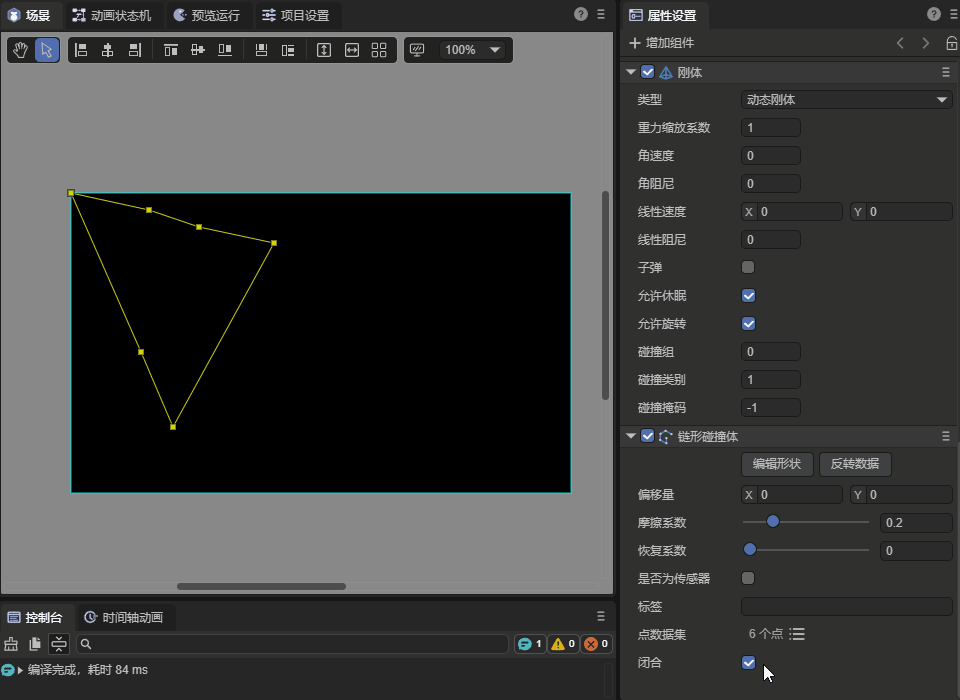 场景 动画状态机 预览运行 项目设置
100%
控制台 时间轴动画
1 0 0
编译完成，耗时 84 ms
属性设置
增加组件
刚体
类型 动态刚体
重力缩放系数 1
角速度 0
角阻尼 0
线性速度 X 0 Y 0
线性阻尼 0
子弹
允许休眠
允许旋转
碰撞组 0
碰撞类别 1
碰撞掩码 -1
链形碰撞体
编辑形状 反转数据
偏移量 X 0 Y 0
摩擦系数 0.2
恢复系数 0
是否为传感器
标签
点数据集 6 个点
闭合